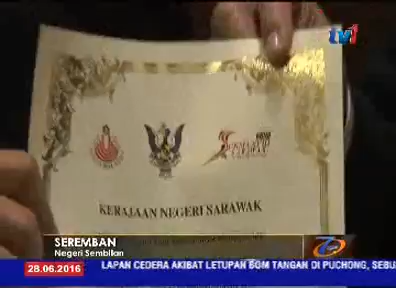 tv1
KERAJAAN NEGERI SARAWAK
SEREMBAN
Negeri Sembilan
28.06.2016 LAPAN CEDERA AKIBAT LETUPAN BOM TANGAN DI PUCHONG, SEBU